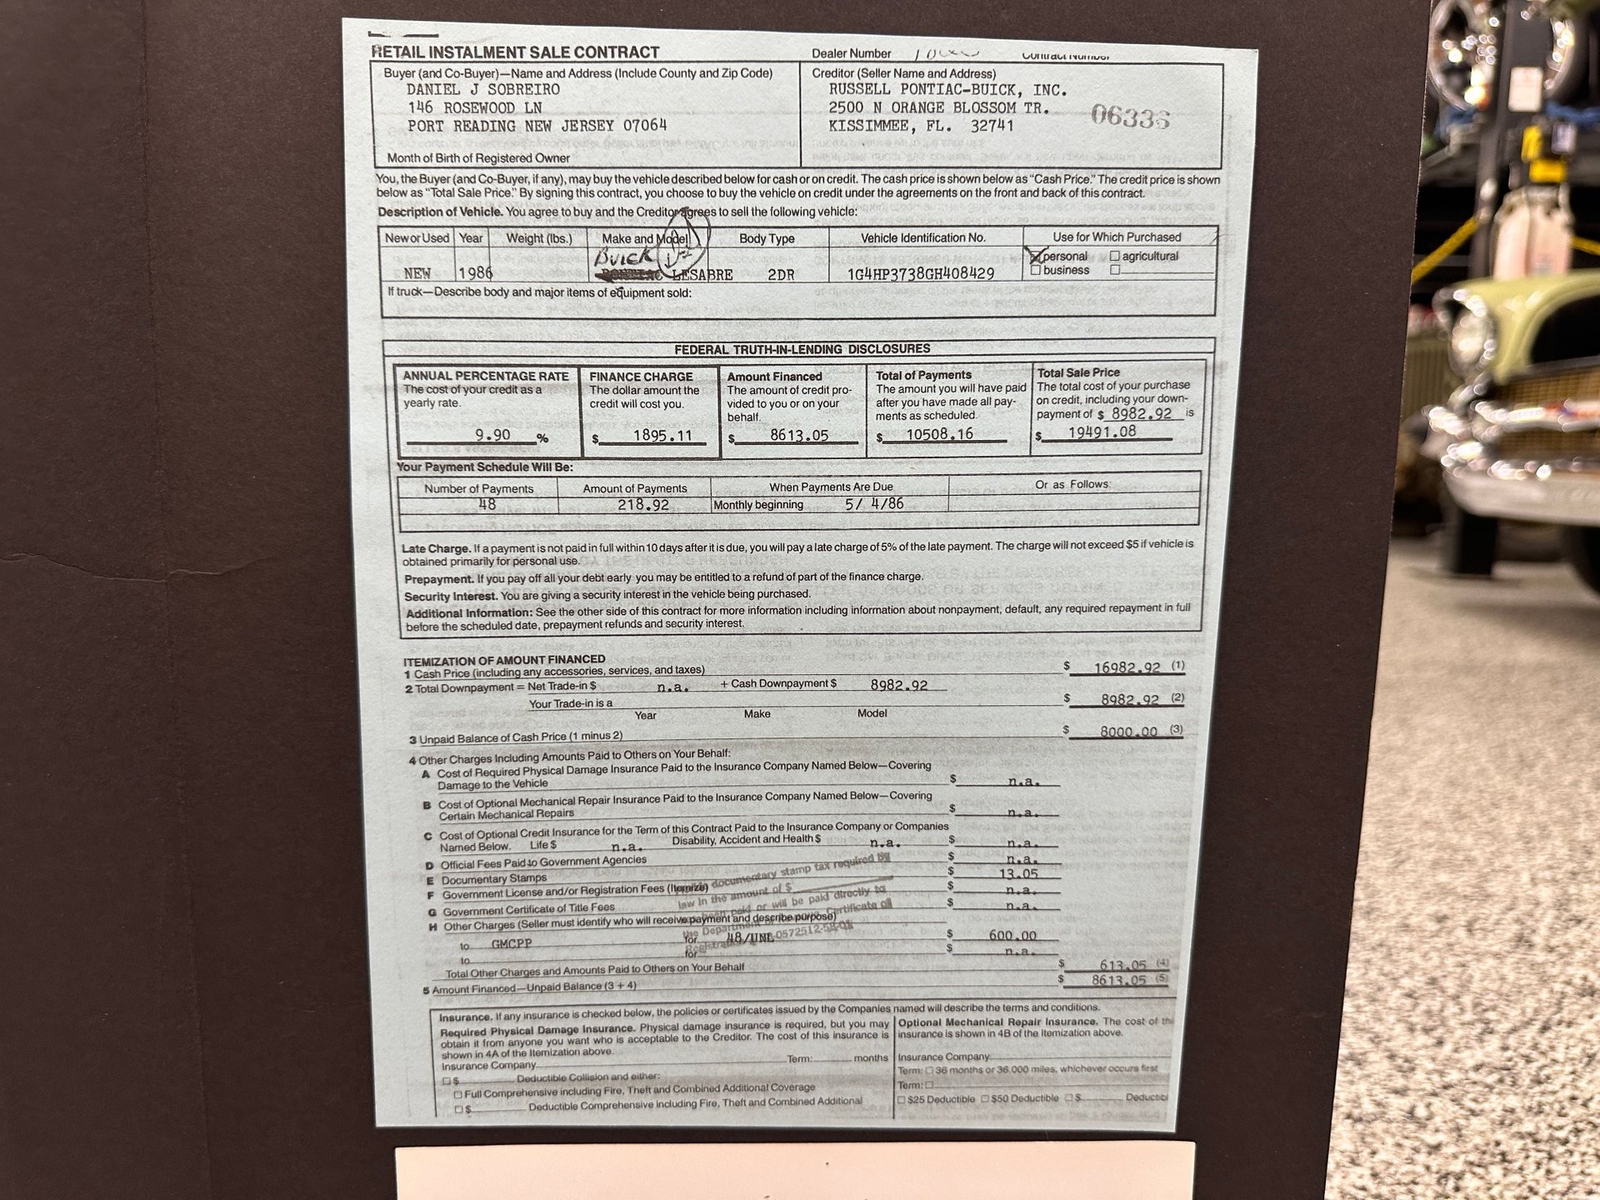 RETAIL INSTALMENT SALE CONTRACT
Dealer Number
Contract Number
Buyer (and Co-Buyer)—Name and Address (Include County and Zip Code)
DANIEL J SOBREIRO
146 ROSEWOOD LN
PORT READING NEW JERSEY 07064
Month of Birth of Registered Owner
Creditor (Seller Name and Address)
RUSSELL PONTIAC-BUICK, INC.
2500 N ORANGE BLOSSOM TR.
KISSIMMEE, FL. 32741
06336
You, the Buyer (and Co-Buyer, if any), may buy the vehicle described below for cash or on credit. The cash price is shown below as "Cash Price." The credit price is shown
below as "Total Sale Price." By signing this contract, you choose to buy the vehicle on credit under the agreements on the front and back of this contract.
Description of Vehicle. You agree to buy and the Creditor agrees to sell the following vehicle:
New or Used Year Weight (lbs.) Make and Model Body Type Vehicle Identification No. Use for Which Purchased
Buick
NEW 1986 PONTIAC LESABRE 2DR 1G4HP3738GH408429
personal agricultural
business
If truck—Describe body and major items of equipment sold:
FEDERAL TRUTH-IN-LENDING DISCLOSURES
ANNUAL PERCENTAGE RATE
The cost of your credit as a
yearly rate.
9.90 %
FINANCE CHARGE
The dollar amount the
credit will cost you.
$ 1895.11
Amount Financed
The amount of credit pro-
vided to you or on your
behalf.
$ 8613.05
Total of Payments
The amount you will have paid
after you have made all pay-
ments as scheduled.
$ 10508.16
Total Sale Price
The total cost of your purchase
on credit, including your down-
payment of $ 8982.92 is
$ 19491.08
Your Payment Schedule Will Be:
Number of Payments Amount of Payments When Payments Are Due Or as Follows:
48 218.92 Monthly beginning 5/ 4/86
Late Charge. If a payment is not paid in full within 10 days after it is due, you will pay a late charge of 5% of the late payment. The charge will not exceed $5 if vehicle is
obtained primarily for personal use.
Prepayment. If you pay off all your debt early you may be entitled to a refund of part of the finance charge.
Security Interest. You are giving a security interest in the vehicle being purchased.
Additional Information: See the other side of this contract for more information including information about nonpayment, default, any required repayment in full
before the scheduled date, prepayment refunds and security interest.
ITEMIZATION OF AMOUNT FINANCED
1 Cash Price (including any accessories, services, and taxes) $ 16982.92 (1)
2 Total Downpayment = Net Trade-in $ n.a. + Cash Downpayment $ 8982.92
Your Trade-in is a $ 8982.92 (2)
Year Make Model
3 Unpaid Balance of Cash Price (1 minus 2) $ 8000.00 (3)
4 Other Charges Including Amounts Paid to Others on Your Behalf:
A Cost of Required Physical Damage Insurance Paid to the Insurance Company Named Below—Covering
Damage to the Vehicle $ n.a.
B Cost of Optional Mechanical Repair Insurance Paid to the Insurance Company Named Below—Covering
Certain Mechanical Repairs $ n.a.
C Cost of Optional Credit Insurance for the Term of this Contract Paid to the Insurance Company or Companies
Named Below. Life $ n.a. Disability, Accident and Health $ n.a. $ n.a.
D Official Fees Paid to Government Agencies $ n.a.
E Documentary Stamps $ 13.05
F Government License and/or Registration Fees (Itemize) $ n.a.
G Government Certificate of Title Fees $ n.a.
H Other Charges (Seller must identify who will receive payment and describe purpose)
to GMCPP for 48/UNL $ 600.00
to for $ n.a.
documentary stamp tax required by
law in the amount of $
paid or will be paid directly to
the Department Certificate of
0572512
Total Other Charges and Amounts Paid to Others on Your Behalf $ 613.05 (4)
5 Amount Financed—Unpaid Balance (3 + 4) $ 8613.05 (5)
Insurance. If any insurance is checked below, the policies or certificates issued by the Companies named will describe the terms and conditions.
Required Physical Damage Insurance. Physical damage insurance is required, but you may
obtain it from anyone you want who is acceptable to the Creditor. The cost of this insurance is
shown in 4A of the Itemization above.
Term: months
Insurance Company
$ Deductible Collision and either:
Full Comprehensive including Fire, Theft and Combined Additional Coverage
$ Deductible Comprehensive including Fire, Theft and Combined Additional
Optional Mechanical Repair Insurance. The cost of this
insurance is shown in 4B of the Itemization above.
Insurance Company
Term: 36 months or 36,000 miles, whichever occurs first
Term:
$25 Deductible $50 Deductible $ Deductibl